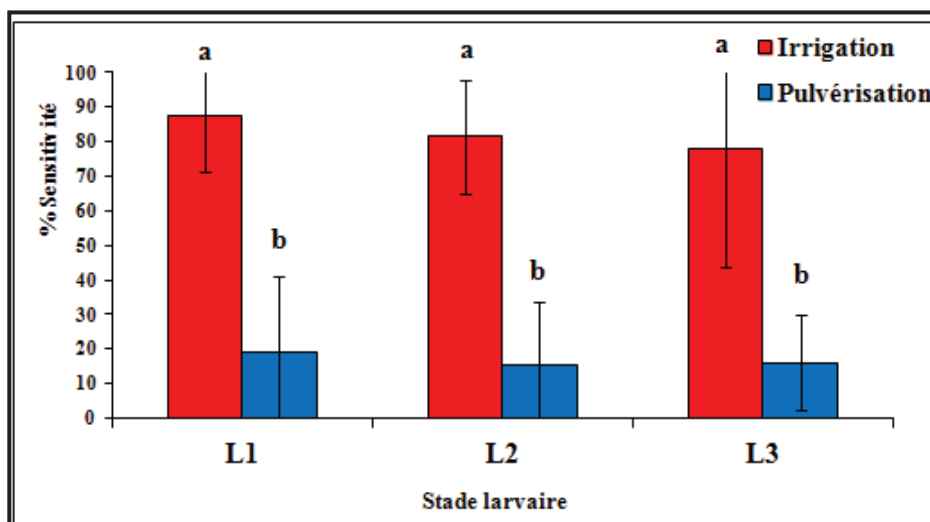 a
a
a
Irrigation
Pulvérisation
100
90
80
70
60
50
40
30
20
10
0
% Sensitivité
b
b
b
L1
L2
L3
Stade larvaire